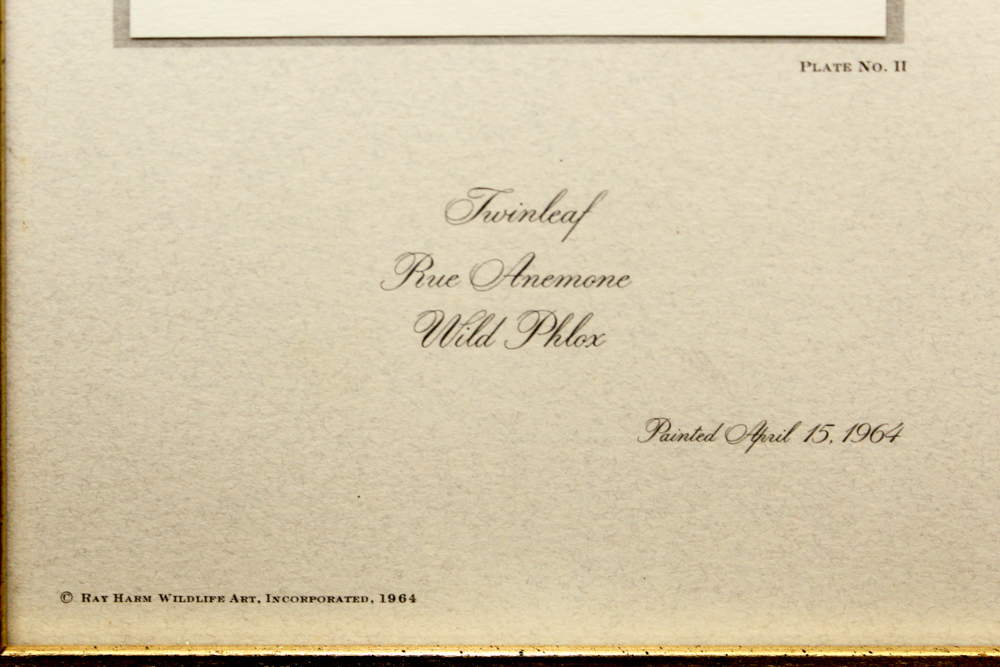 Plate No. II
Twinleaf
Rue Anemone
Wild Phlox
Painted April 15, 1964
© Ray Harm Wildlife Art, Incorporated, 1964